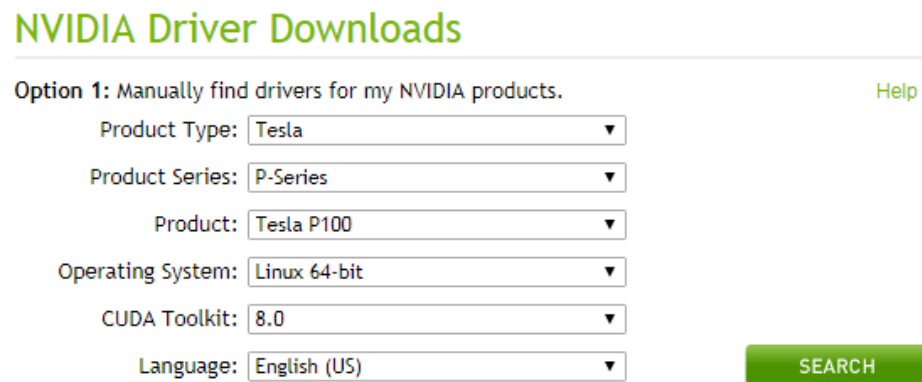 NVIDIA Driver Downloads
Option 1: Manually find drivers for my NVIDIA products. Help
Product Type: Tesla
Product Series: P-Series
Product: Tesla P100
Operating System: Linux 64-bit
CUDA Toolkit: 8.0
Language: English (US) SEARCH